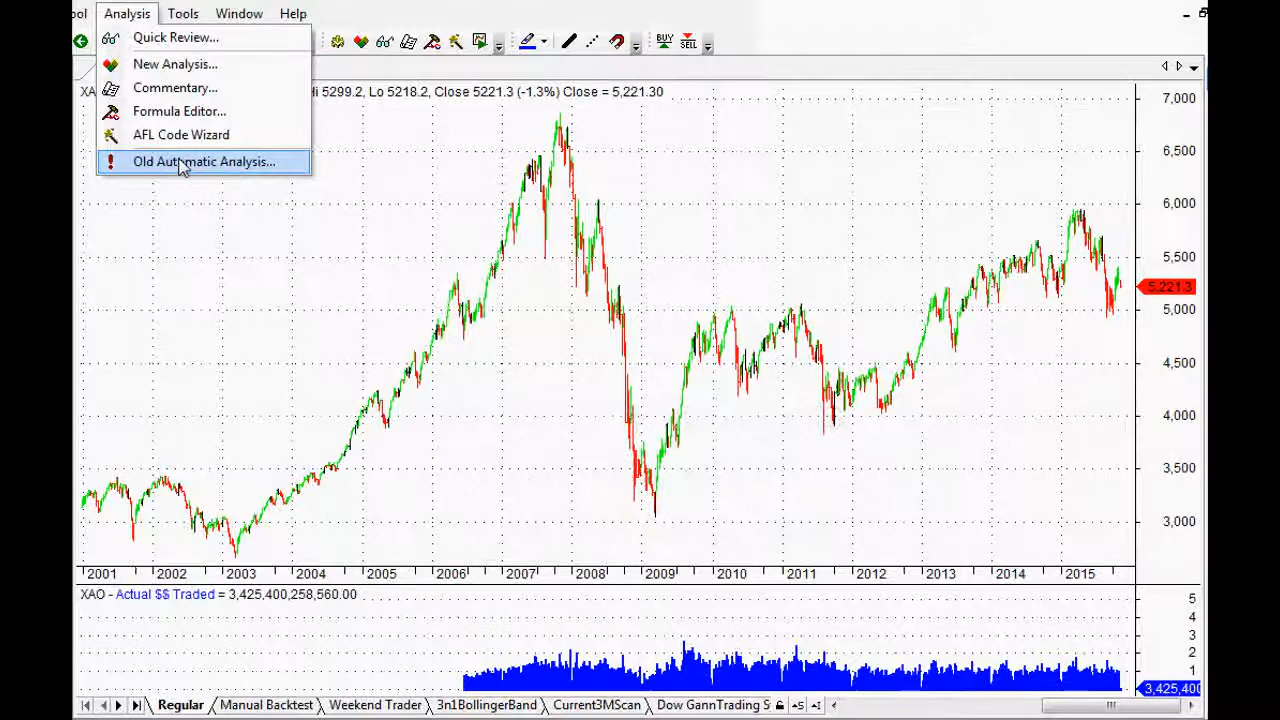 ool Analysis Tools Window Help
Quick Review...
New Analysis...
Commentary...
Formula Editor...
AFL Code Wizard
Old Automatic Analysis...
BUY
SELL
XA
Hi 5299.2, Lo 5218.2, Close 5221.3 (-1.3%) Close = 5,221.30
7,000
6,500
6,000
5,500
5,221.3
5,000
4,500
4,000
3,500
3,000
2001 2002 2003 2004 2005 2006 2007 2008 2009 2010 2011 2012 2013 2014 2015
XAO - Actual $$ Traded = 3,425,400,258,560.00
5
4
3
2
1
3,425,400
Regular Manual Backtest Weekend Trader 3n1BollingerBand Current3MScan Dow GannTrading S